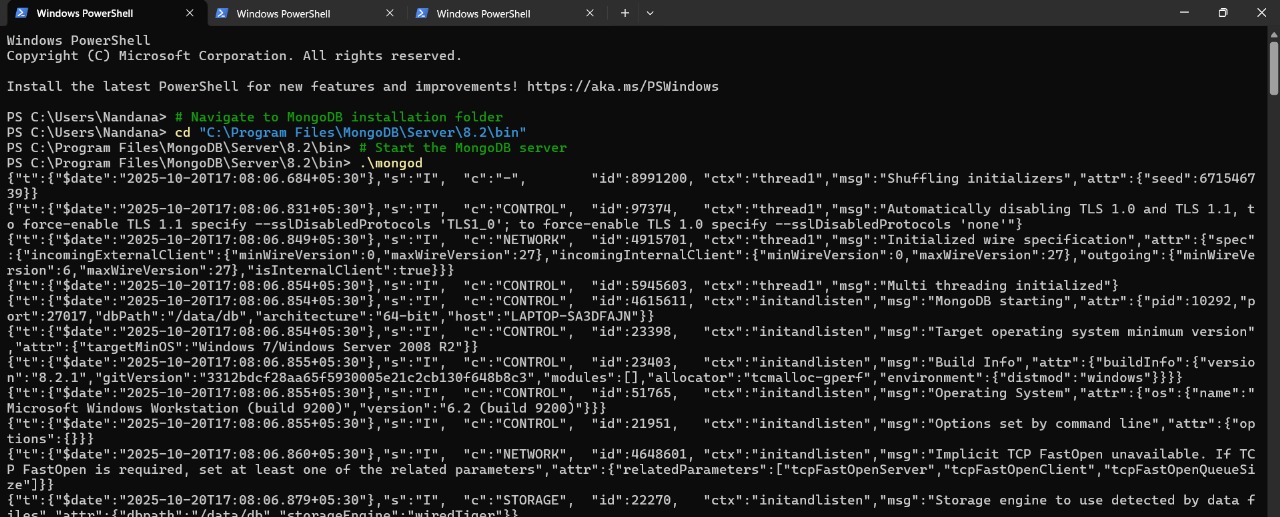 Windows PowerShell
Windows PowerShell
Windows PowerShell
Windows PowerShell
Copyright (C) Microsoft Corporation. All rights reserved.
Install the latest PowerShell for new features and improvements! https://aka.ms/PSWindows
PS C:\Users\Nandana> # Navigate to MongoDB installation folder
PS C:\Users\Nandana> cd "C:\Program Files\MongoDB\Server\8.2\bin"
PS C:\Program Files\MongoDB\Server\8.2\bin> # Start the MongoDB server
PS C:\Program Files\MongoDB\Server\8.2\bin> .\mongod
{"t":{"$date":"2025-10-20T17:08:06.684+05:30"},"s":"I",  "c":"-",        "id":8991200, "ctx":"thread1","msg":"Shuffling initializers","attr":{"seed":6715467
39}}
{"t":{"$date":"2025-10-20T17:08:06.831+05:30"},"s":"I",  "c":"CONTROL",  "id":97374,   "ctx":"thread1","msg":"Automatically disabling TLS 1.0 and TLS 1.1, t
o force-enable TLS 1.1 specify --sslDisabledProtocols 'TLS1_0'; to force-enable TLS 1.0 specify --sslDisabledProtocols 'none'"}
{"t":{"$date":"2025-10-20T17:08:06.849+05:30"},"s":"I",  "c":"NETWORK",  "id":4915701, "ctx":"thread1","msg":"Initialized wire specification","attr":{"spec"
:{"incomingExternalClient":{"minWireVersion":0,"maxWireVersion":27},"incomingInternalClient":{"minWireVersion":0,"maxWireVersion":27},"outgoing":{"minWireVe
rsion":6,"maxWireVersion":27},"isInternalClient":true}}}
{"t":{"$date":"2025-10-20T17:08:06.854+05:30"},"s":"I",  "c":"CONTROL",  "id":5945603, "ctx":"thread1","msg":"Multi threading initialized"}
{"t":{"$date":"2025-10-20T17:08:06.854+05:30"},"s":"I",  "c":"CONTROL",  "id":4615611, "ctx":"initandlisten","msg":"MongoDB starting","attr":{"pid":10292,"p
ort":27017,"dbPath":"/data/db","architecture":"64-bit","host":"LAPTOP-SA3DFAJN"}}
{"t":{"$date":"2025-10-20T17:08:06.854+05:30"},"s":"I",  "c":"CONTROL",  "id":23398,   "ctx":"initandlisten","msg":"Target operating system minimum version"
,"attr":{"targetMinOS":"Windows 7/Windows Server 2008 R2"}}
{"t":{"$date":"2025-10-20T17:08:06.855+05:30"},"s":"I",  "c":"CONTROL",  "id":23403,   "ctx":"initandlisten","msg":"Build Info","attr":{"buildInfo":{"versio
n":"8.2.1","gitVersion":"3312bdcf28aa65f5930005e21c2cb130f648b8c3","modules":[],"allocator":"tcmalloc-gperf","environment":{"distmod":"windows"}}}}
{"t":{"$date":"2025-10-20T17:08:06.855+05:30"},"s":"I",  "c":"CONTROL",  "id":51765,   "ctx":"initandlisten","msg":"Operating System","attr":{"os":{"name":"
Microsoft Windows Workstation (build 9200)","version":"6.2 (build 9200)"}}}
{"t":{"$date":"2025-10-20T17:08:06.855+05:30"},"s":"I",  "c":"CONTROL",  "id":21951,   "ctx":"initandlisten","msg":"Options set by command line","attr":{"op
tions":{}}}
{"t":{"$date":"2025-10-20T17:08:06.860+05:30"},"s":"I",  "c":"NETWORK",  "id":4648601, "ctx":"initandlisten","msg":"Implicit TCP FastOpen unavailable. If TC
P FastOpen is required, set at least one of the related parameters","attr":{"relatedParameters":["tcpFastOpenServer","tcpFastOpenClient","tcpFastOpenQueueSi
ze"]}}
{"t":{"$date":"2025-10-20T17:08:06.879+05:30"},"s":"I",  "c":"STORAGE",  "id":22270,   "ctx":"initandlisten","msg":"Storage engine to use detected by data f
iles","attr":{"dbpath":"/data/db","storageEngine":"wiredTiger"}}